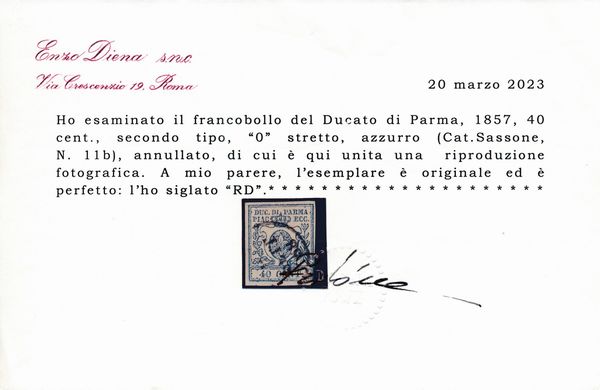 Enzo Diena s.n.c.
Via Crescenzio 19, Roma
20 marzo 2023
Ho esaminato il francobollo del Ducato di Parma, 1857, 40
cent., secondo tipo, “0” stretto, azzurro (Cat.Sassone,
N. 11b), annullato, di cui è qui unita una riproduzione
fotografica. A mio parere, l’esemplare è originale ed è
perfetto: l’ho siglato “RD”.* * * * * * * * * * * * * * * * * * * * *
DUC. DI PARMA
PIACENZA ECC.
40 CENT.